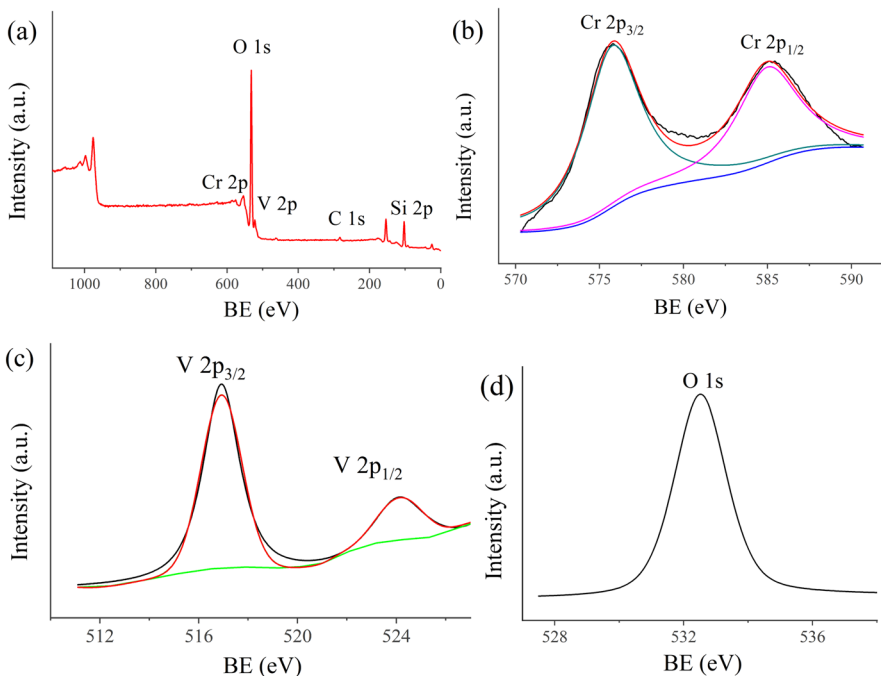 (a)
O 1s
Cr 2p
V 2p
C 1s
Si 2p
Intensity (a.u.)
1000 800 600 400 200 0
BE (eV)
(b)
Cr 2p3/2
Cr 2p1/2
Intensity (a.u.)
570 575 580 585 590
BE (eV)
(c)
V 2p3/2
V 2p1/2
Intensity (a.u.)
512 516 520 524
BE (eV)
(d)
O 1s
Intensity (a.u.)
528 532 536
BE (eV)